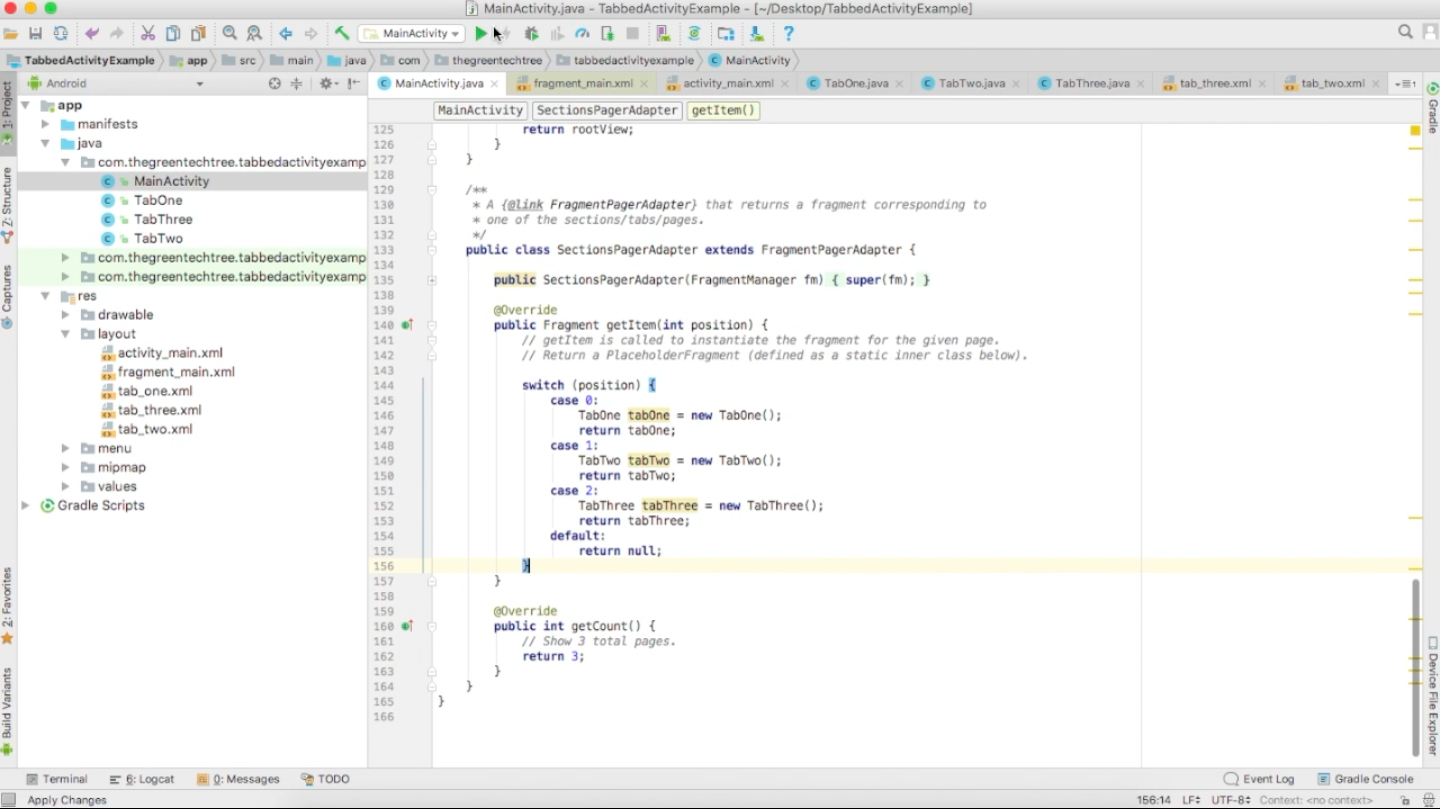 MainActivity.java - TabbedActivityExample - [~/Desktop/TabbedActivityExample]
MainActivity
TabbedActivityExample app src main java com thegreentechtree tabbedactivityexample MainActivity
Android
MainActivity.java fragment_main.xml activity_main.xml TabOne.java TabTwo.java TabThree.java tab_three.xml tab_two.xml
MainActivity SectionsPagerAdapter getItem()
1: Project
Z: Structure
Captures
2: Favorites
Build Variants
app
manifests
java
com.thegreentechtree.tabbedactivityexamp
MainActivity
TabOne
TabThree
TabTwo
com.thegreentechtree.tabbedactivityexamp
com.thegreentechtree.tabbedactivityexamp
res
drawable
layout
activity_main.xml
fragment_main.xml
tab_one.xml
tab_three.xml
tab_two.xml
menu
mipmap
values
Gradle Scripts
125 return rootView;
126 }
127 }
128
129 /**
130 * A {@link FragmentPagerAdapter} that returns a fragment corresponding to
131 * one of the sections/tabs/pages.
132 */
133 public class SectionsPagerAdapter extends FragmentPagerAdapter {
134
135 public SectionsPagerAdapter(FragmentManager fm) { super(fm); }
138
139 @Override
140 public Fragment getItem(int position) {
141 // getItem is called to instantiate the fragment for the given page.
142 // Return a PlaceholderFragment (defined as a static inner class below).
143
144 switch (position) {
145 case 0:
146 TabOne tabOne = new TabOne();
147 return tabOne;
148 case 1:
149 TabTwo tabTwo = new TabTwo();
150 return tabTwo;
151 case 2:
152 TabThree tabThree = new TabThree();
153 return tabThree;
154 default:
155 return null;
156 }
157 }
158
159 @Override
160 public int getCount() {
161 // Show 3 total pages.
162 return 3;
163 }
164 }
165 }
166
Gradle
Device File Explorer
Terminal 6: Logcat 0: Messages TODO Event Log Gradle Console
Apply Changes 156:14 LF UTF-8 Context: <no context>